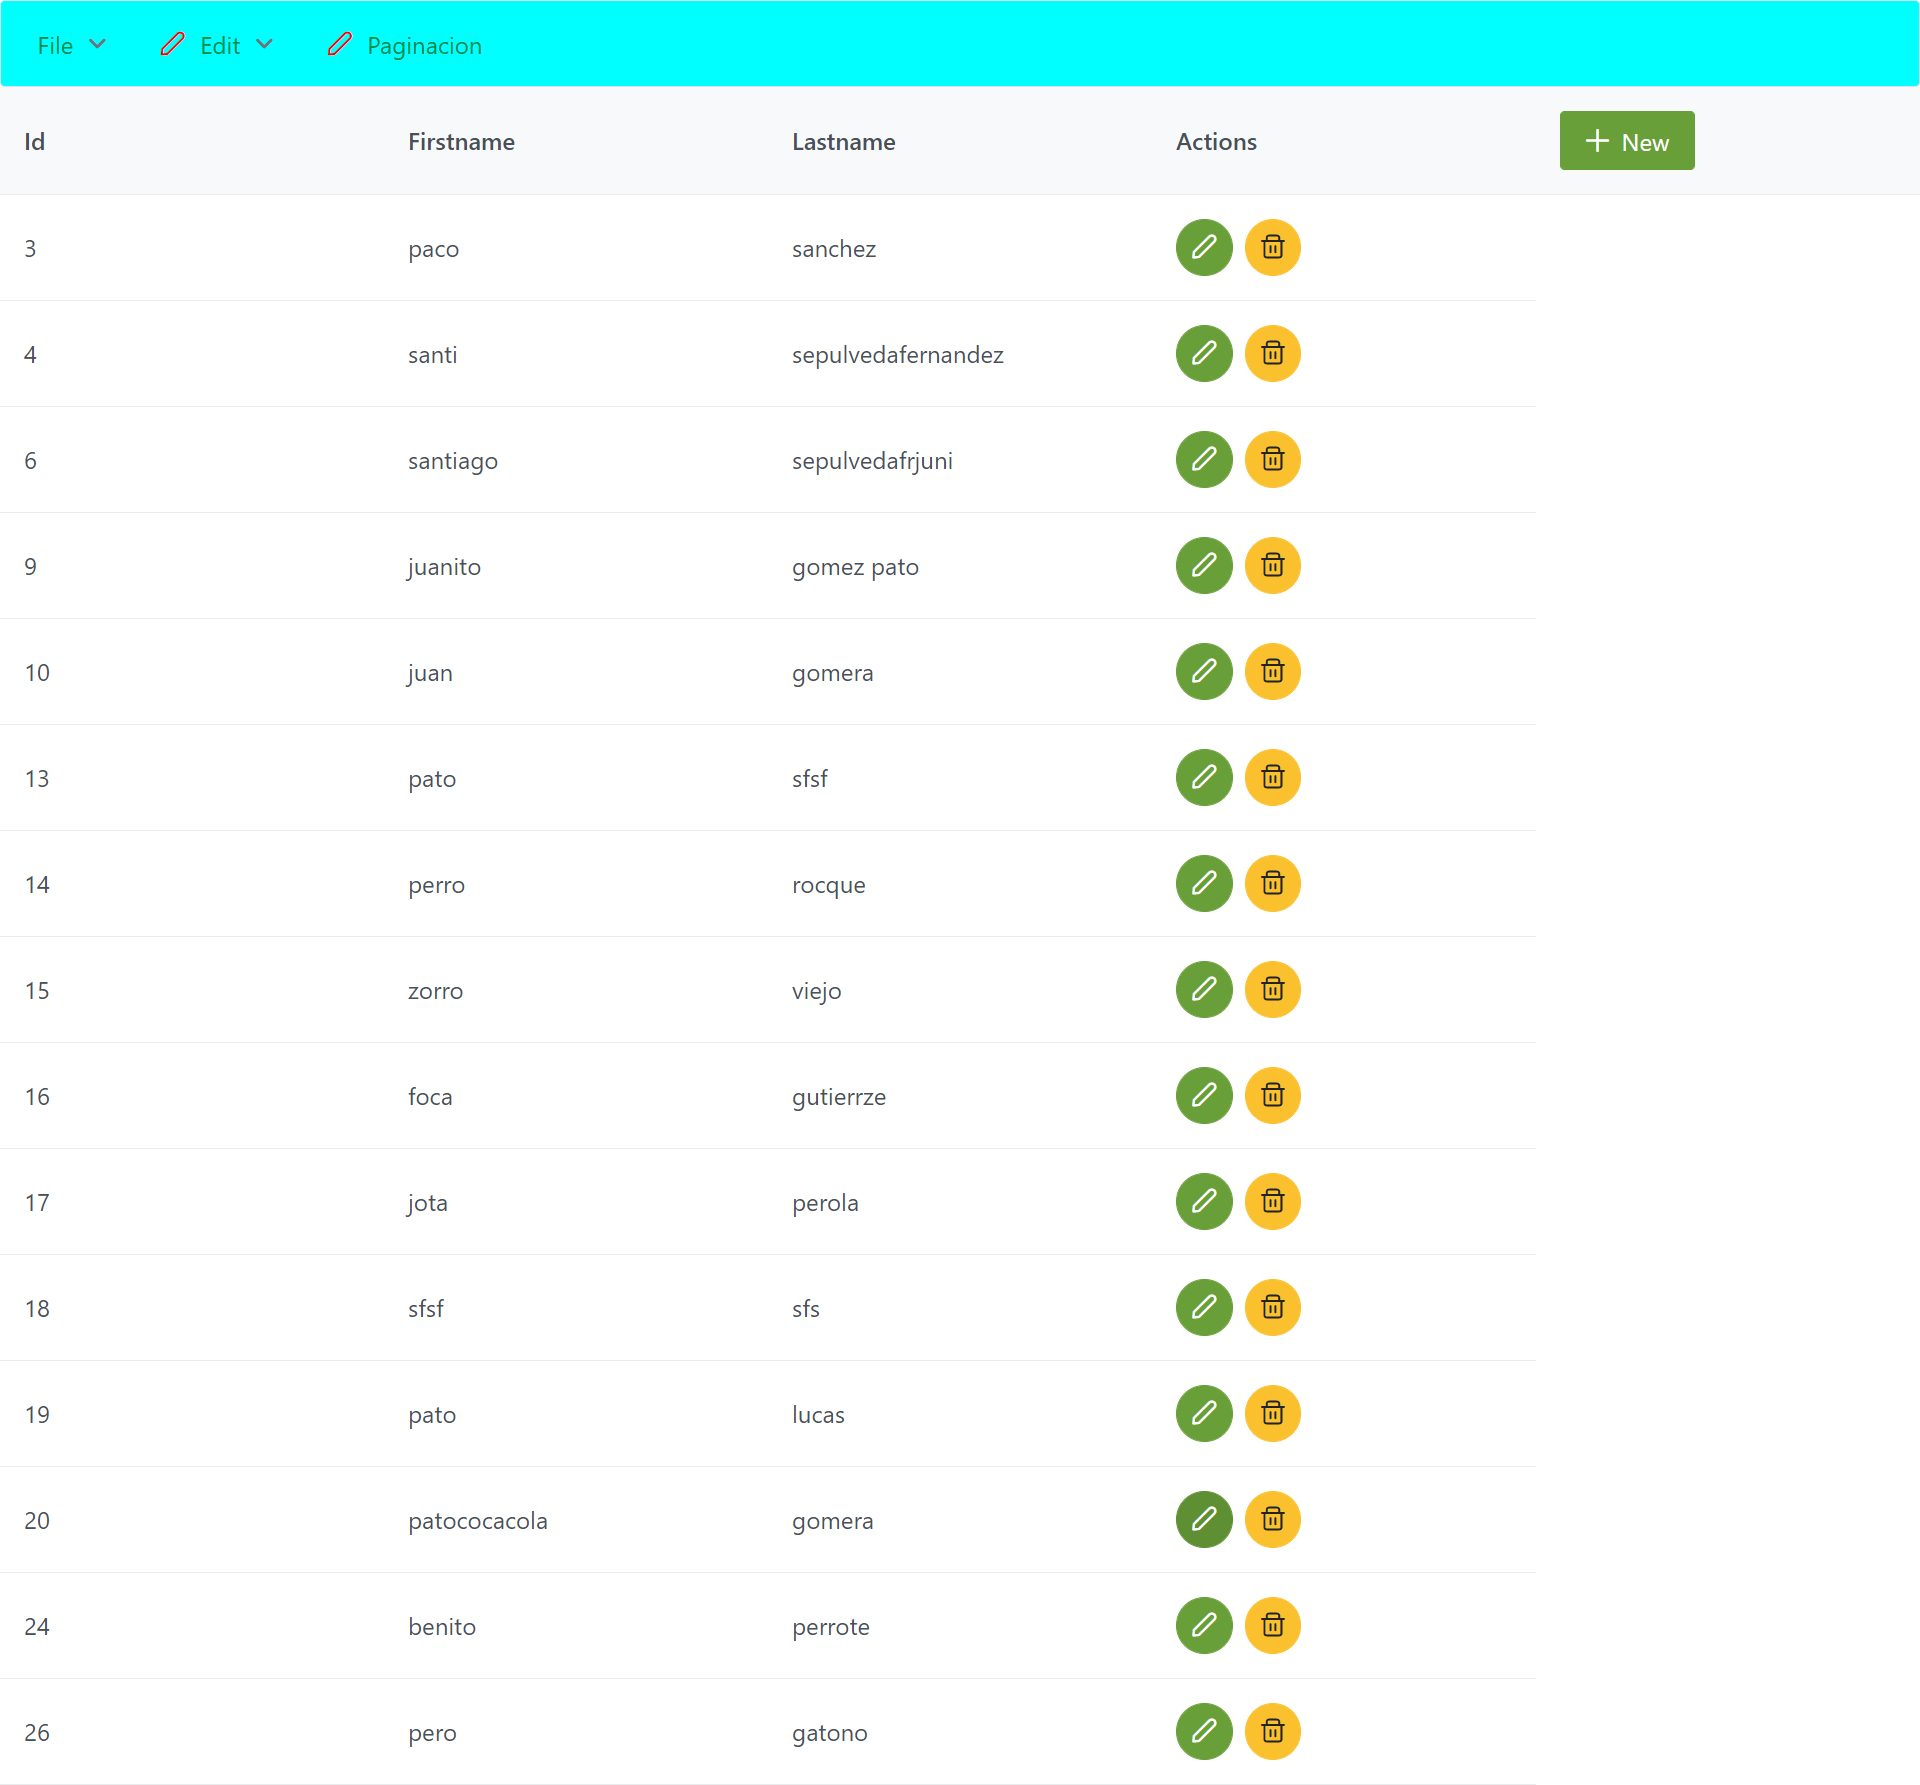 File Edit Paginacion
Id Firstname Lastname Actions New
3 paco sanchez
4 santi sepulvedafernandez
6 santiago sepulvedafrjuni
9 juanito gomez pato
10 juan gomera
13 pato sfsf
14 perro rocque
15 zorro viejo
16 foca gutierrze
17 jota perola
18 sfsf sfs
19 pato lucas
20 patococacola gomera
24 benito perrote
26 pero gatono